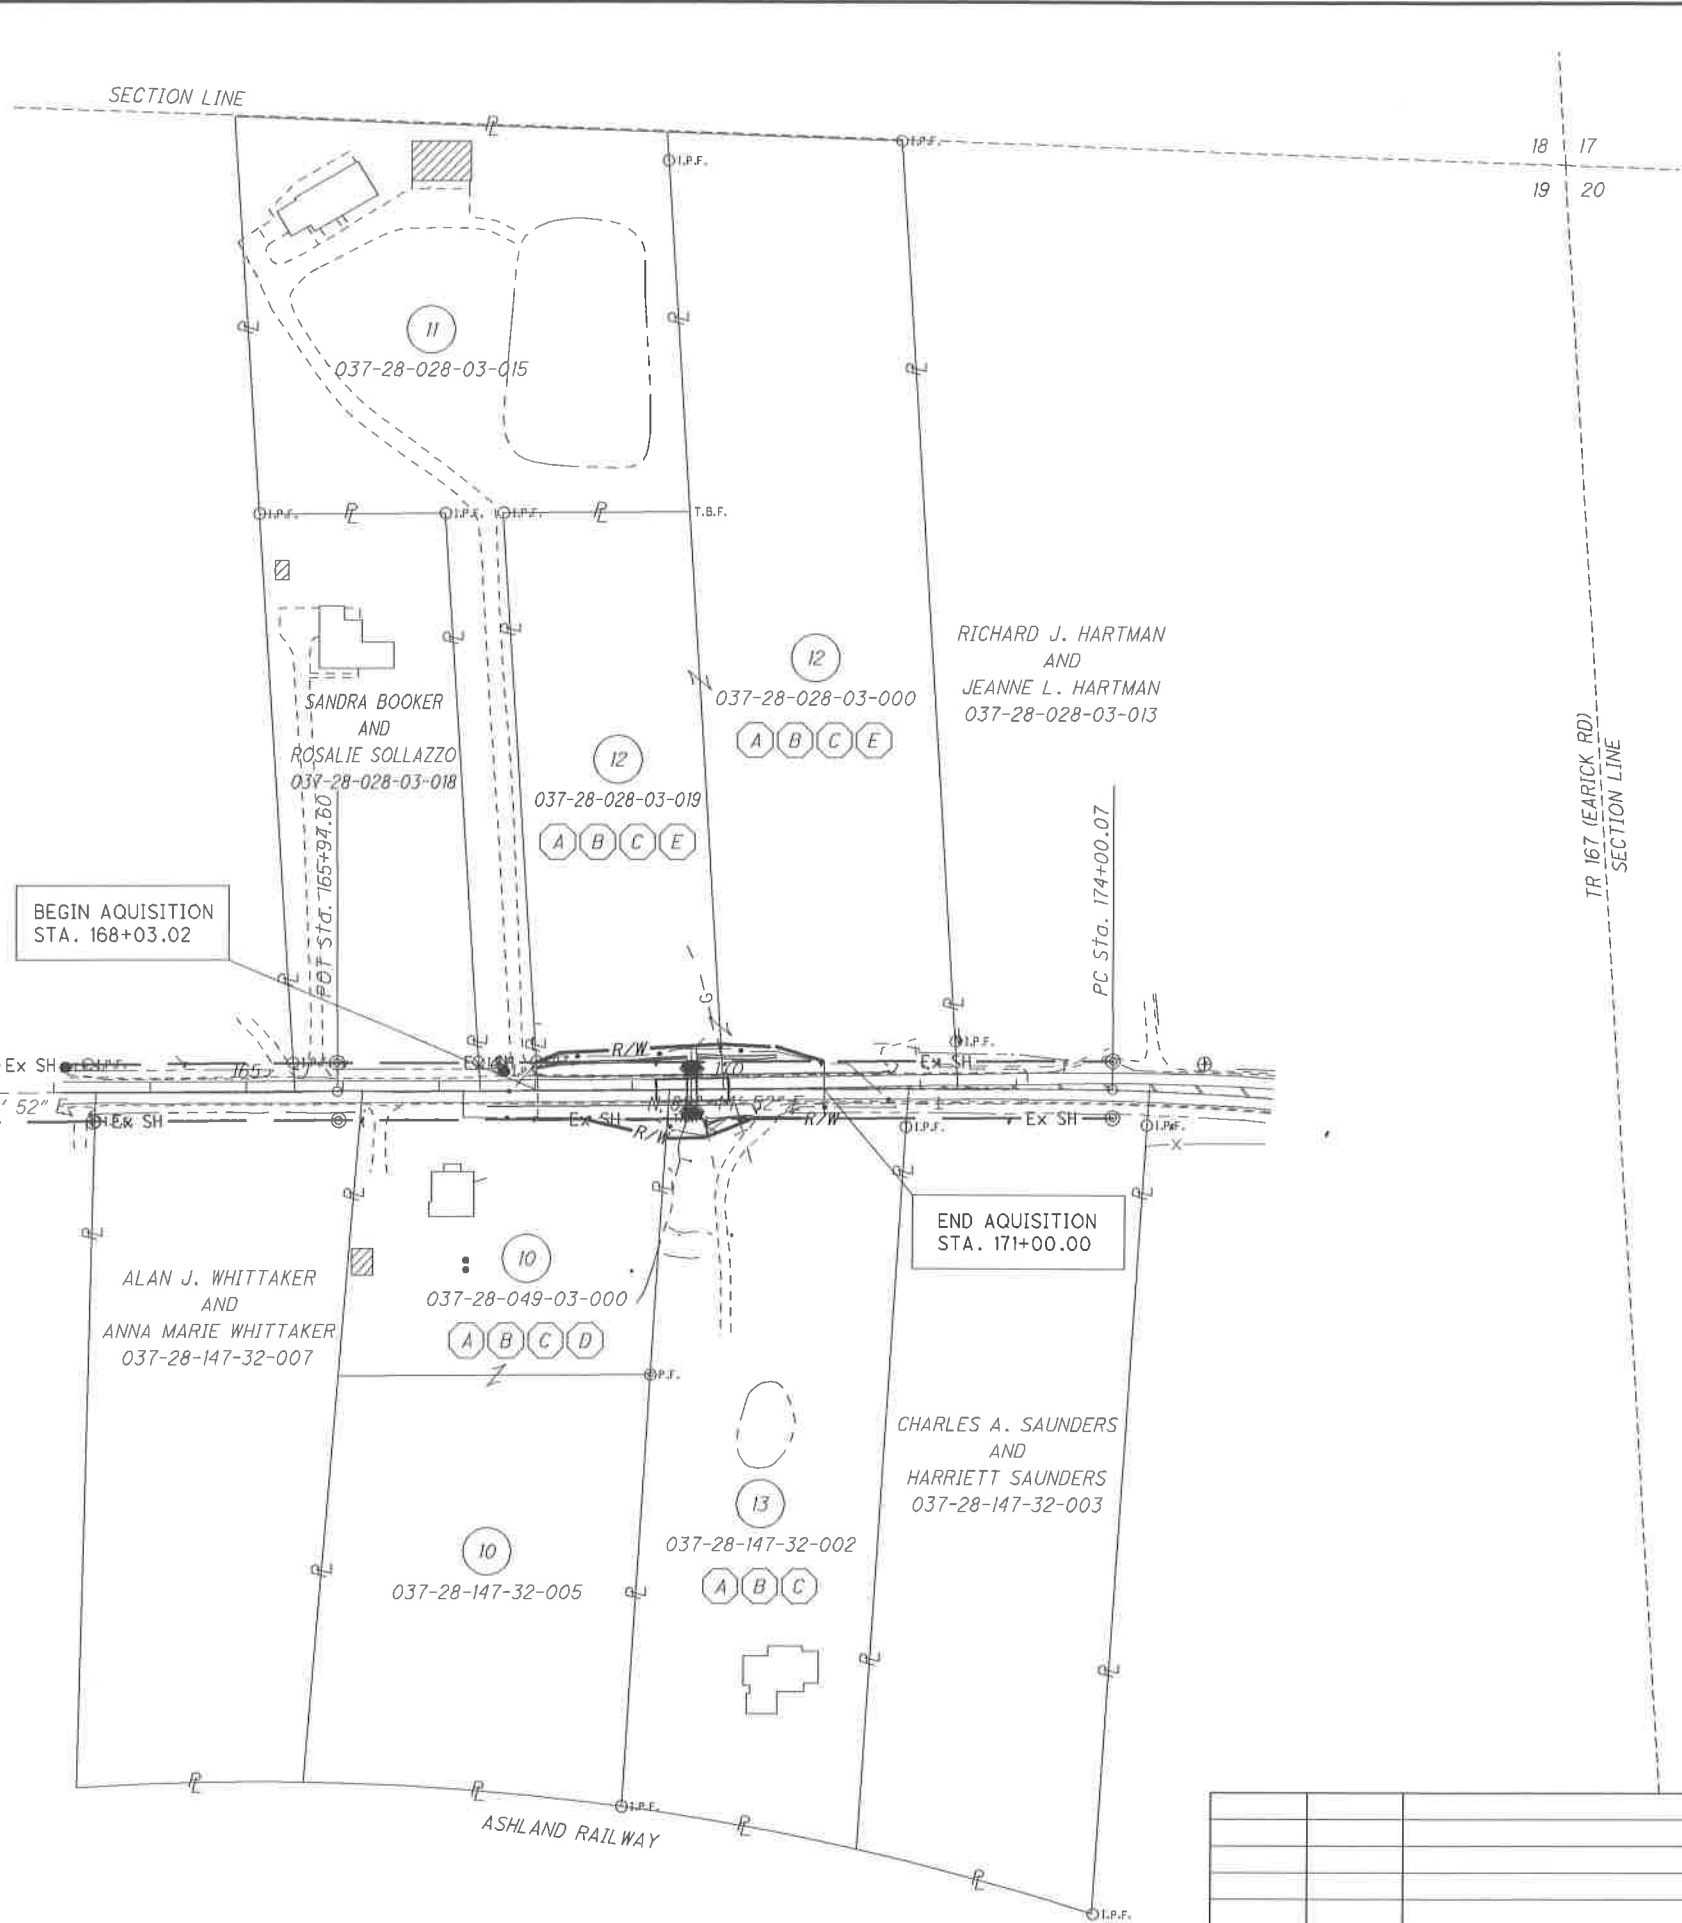 SECTION LINE
18 17
19 20
I.P.F.
I.P.F.
11
037-28-028-03-015
I.P.F.
I.P.F.
I.P.F.
T.B.F.
12
037-28-028-03-000
A B C E
RICHARD J. HARTMAN
AND
JEANNE L. HARTMAN
037-28-028-03-013
SANDRA BOOKER
AND
ROSALIE SOLLAZZO
037-28-028-03-018
12
037-28-028-03-019
A B C E
TR 167 (EARICK RD)
SECTION LINE
POT Sta. 165+94.60
PC Sta. 174+00.07
BEGIN AQUISITION
STA. 168+03.02
G
Ex SH
I.P.F.
165
R/W
170
Ex SH
I.P.F.
52" E
Ex SH
Ex SH
R/W
52" E
R/W
Ex SH
I.P.F.
I.P.F.
X
END AQUISITION
STA. 171+00.00
10
037-28-049-03-000
A B C D
ALAN J. WHITTAKER
AND
ANNA MARIE WHITTAKER
037-28-147-32-007
P.F.
CHARLES A. SAUNDERS
AND
HARRIETT SAUNDERS
037-28-147-32-003
13
037-28-147-32-002
A B C
10
037-28-147-32-005
I.P.F.
ASHLAND RAILWAY
I.P.F.